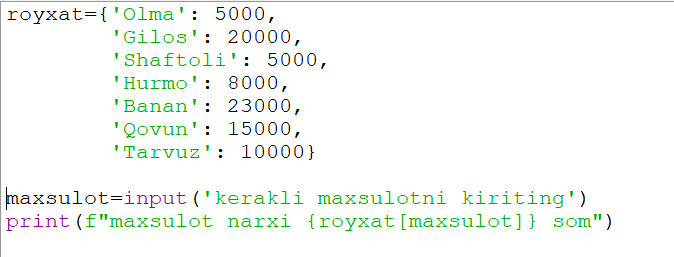 royxat={'Olma': 5000,
'Gilos': 20000,
'Shaftoli': 5000,
'Hurmo': 8000,
'Banan': 23000,
'Qovun': 15000,
'Tarvuz': 10000}
maxsulot=input('kerakli maxsulotni kiriting')
print(f"maxsulot narxi {royxat[maxsulot]} som")